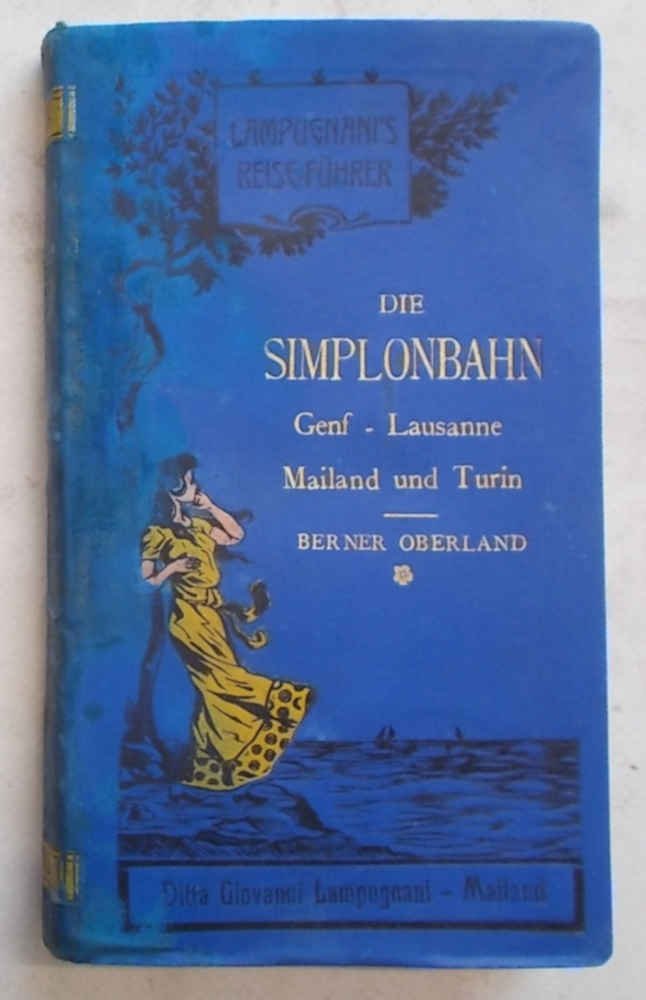 LAMPUGNANI'S
REISE-FÜHRER
DIE
SIMPLONBAHN
Genf - Lausanne
Mailand und Turin
BERNER OBERLAND
Ditta Giovanni Lampugnani - Mailand